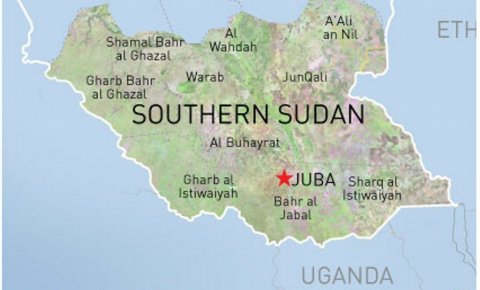 A'Ali
an Nil
Al
Wahdah
ETH
Shamal Bahr
al Ghazal
Warab
JunQali
Gharb Bahr
al Ghazal
SOUTHERN SUDAN
Al Buhayrat
Gharb al
Istiwaiyah
JUBA
Sharq al
Istiwaiyah
Bahr al
Jabal
UGANDA